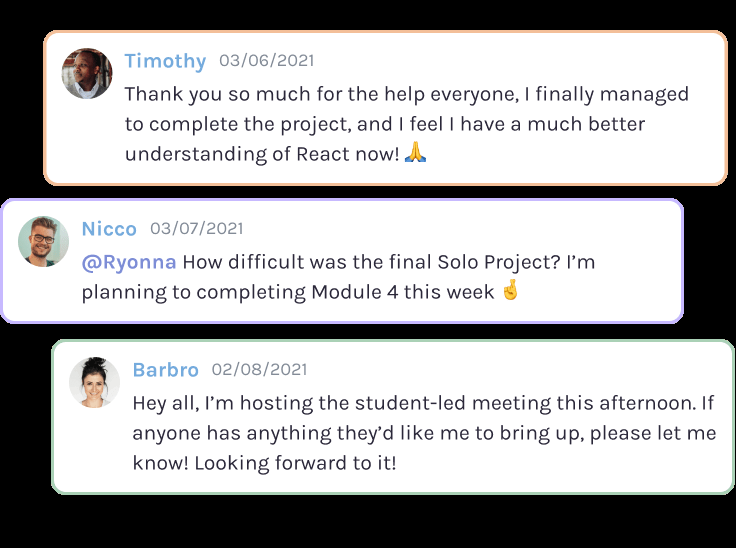 Timothy 03/06/2021
Thank you so much for the help everyone, I finally managed
to complete the project, and I feel I have a much better
understanding of React now! 🙏
Nicco 03/07/2021
@Ryonna How difficult was the final Solo Project? I’m
planning to completing Module 4 this week 🤞
Barbro 02/08/2021
Hey all, I’m hosting the student-led meeting this afternoon. If
anyone has anything they’d like me to bring up, please let me
know! Looking forward to it!